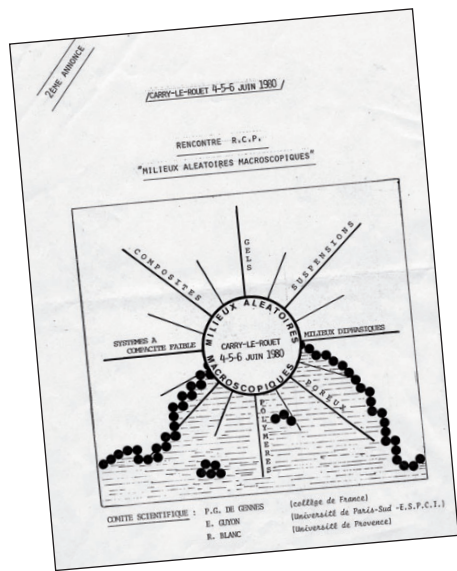 2ÈME ANNONCE
CARRY-LE-ROUET 4-5-6 JUIN 1980
RENCONTRE R.C.P.
"MILIEUX ALEATOIRES MACROSCOPIQUES"
GELS
COMPOSITES
SUSPENSIONS
MILIEUX ALEATOIRES
SYSTEMES A
COMPACITE FAIBLE
CARRY-LE-ROUET
4-5-6 JUIN 1980
MILIEUX DIPHASIQUES
MACROSCOPIQUES
POREUX
POLYMERES
COMITE SCIENTIFIQUE : P.G. DE GENNES (collège de France)
E. GUYON (Université de Paris-Sud -E.S.P.C.I.)
R. BLANC (Université de Provence)